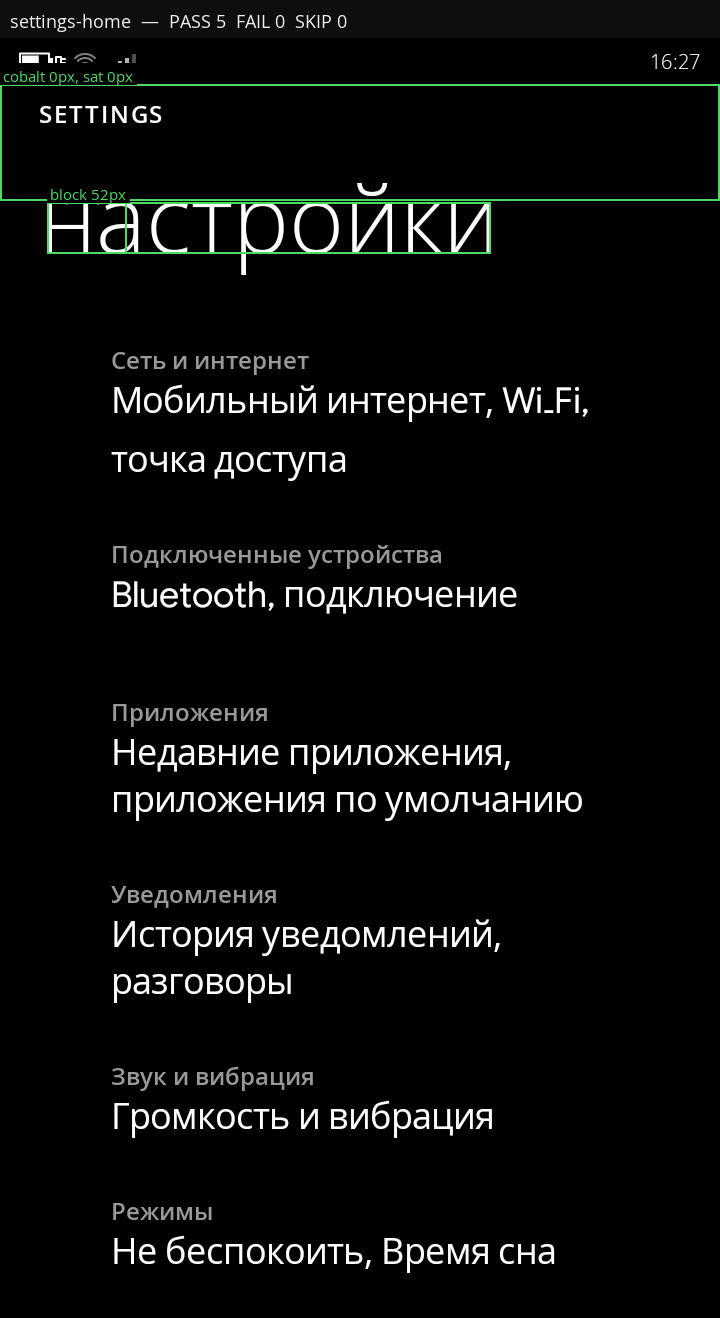 settings-home — PASS 5 FAIL 0 SKIP 0
16:27
cobalt 0px, sat 0px
SETTINGS
block 52px
настройки
Сеть и интернет
Мобильный интернет, Wi-Fi,
точка доступа
Подключенные устройства
Bluetooth, подключение
Приложения
Недавние приложения,
приложения по умолчанию
Уведомления
История уведомлений,
разговоры
Звук и вибрация
Громкость и вибрация
Режимы
Не беспокоить, Время сна